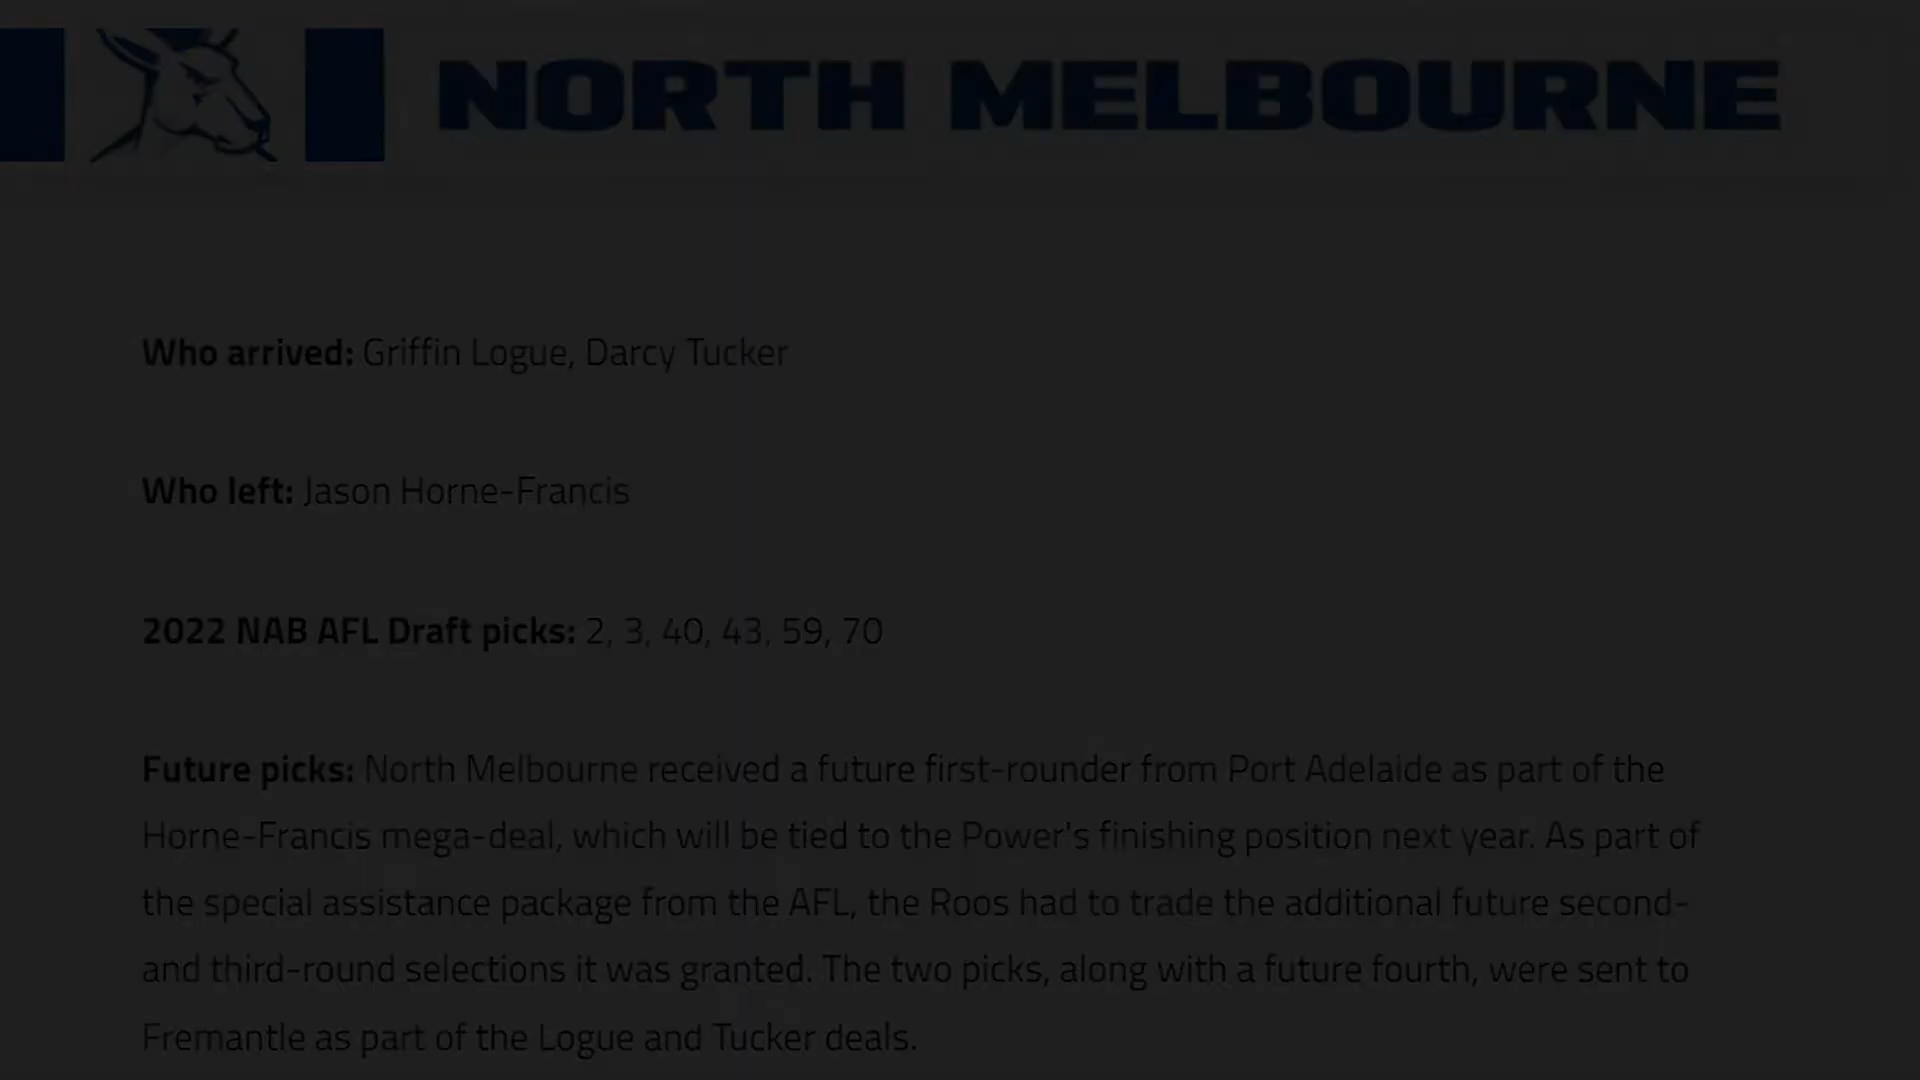 NORTH MELBOURNE
Who arrived: Griffin Logue, Darcy Tucker
Who left: Jason Horne-Francis
2022 NAB AFL Draft picks: 2, 3, 40, 43, 59, 70
Future picks: North Melbourne received a future first-rounder from Port Adelaide as part of the
Horne-Francis mega-deal, which will be tied to the Power's finishing position next year. As part of
the special assistance package from the AFL, the Roos had to trade the additional future second-
and third-round selections it was granted. The two picks, along with a future fourth, were sent to
Fremantle as part of the Logue and Tucker deals.